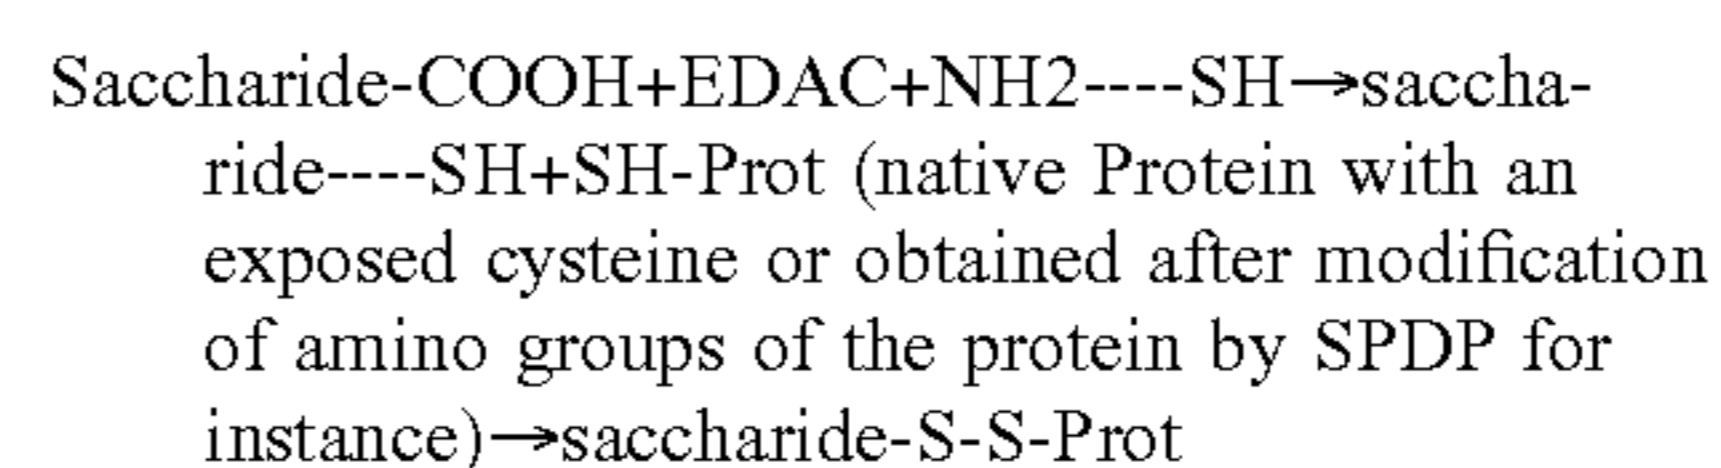 Saccharide-COOH+EDAC+NH2----SH→saccha-
ride----SH+SH-Prot (native Protein with an
exposed cysteine or obtained after modification
of amino groups of the protein by SPDP for
instance)→saccharide-S-S-Prot